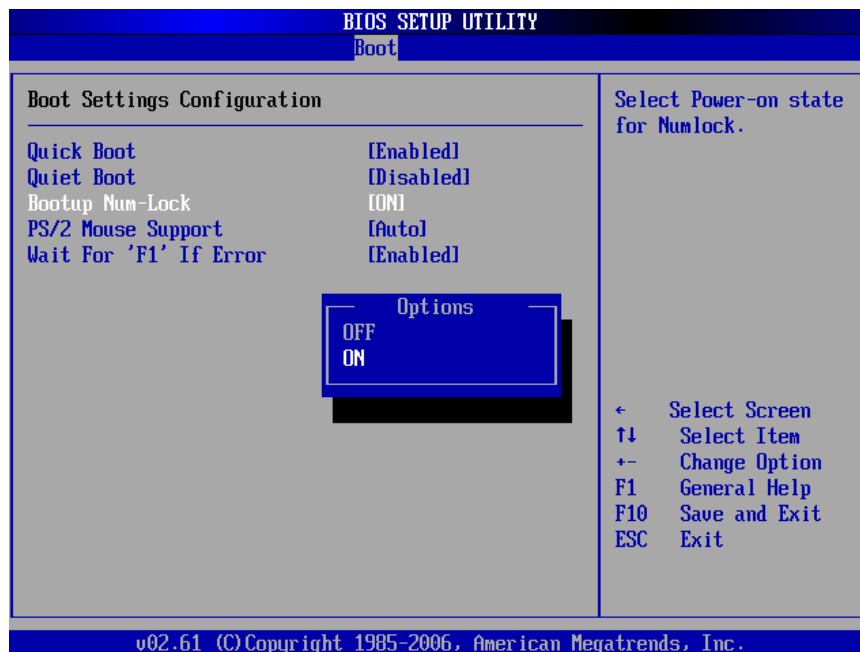 BIOS SETUP UTILITY
Boot
Boot Settings Configuration
Quick Boot [Enabled]
Quiet Boot [Disabled]
Bootup Num-Lock [ON]
PS/2 Mouse Support [Auto]
Wait For 'F1' If Error [Enabled]
Options
OFF
ON
Select Power-on state
for Numlock.
← Select Screen
↑↓ Select Item
+- Change Option
F1 General Help
F10 Save and Exit
ESC Exit
v02.61 (C)Copyright 1985-2006, American Megatrends, Inc.